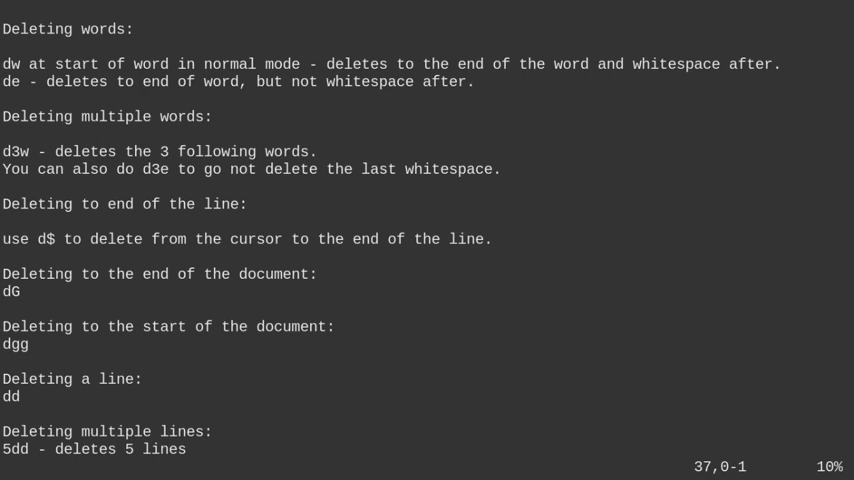 Deleting words:
dw at start of word in normal mode - deletes to the end of the word and whitespace after.
de - deletes to end of word, but not whitespace after.
Deleting multiple words:
d3w - deletes the 3 following words.
You can also do d3e to go not delete the last whitespace.
Deleting to end of the line:
use d$ to delete from the cursor to the end of the line.
Deleting to the end of the document:
dG
Deleting to the start of the document:
dgg
Deleting a line:
dd
Deleting multiple lines:
5dd - deletes 5 lines
37,0-1 10%